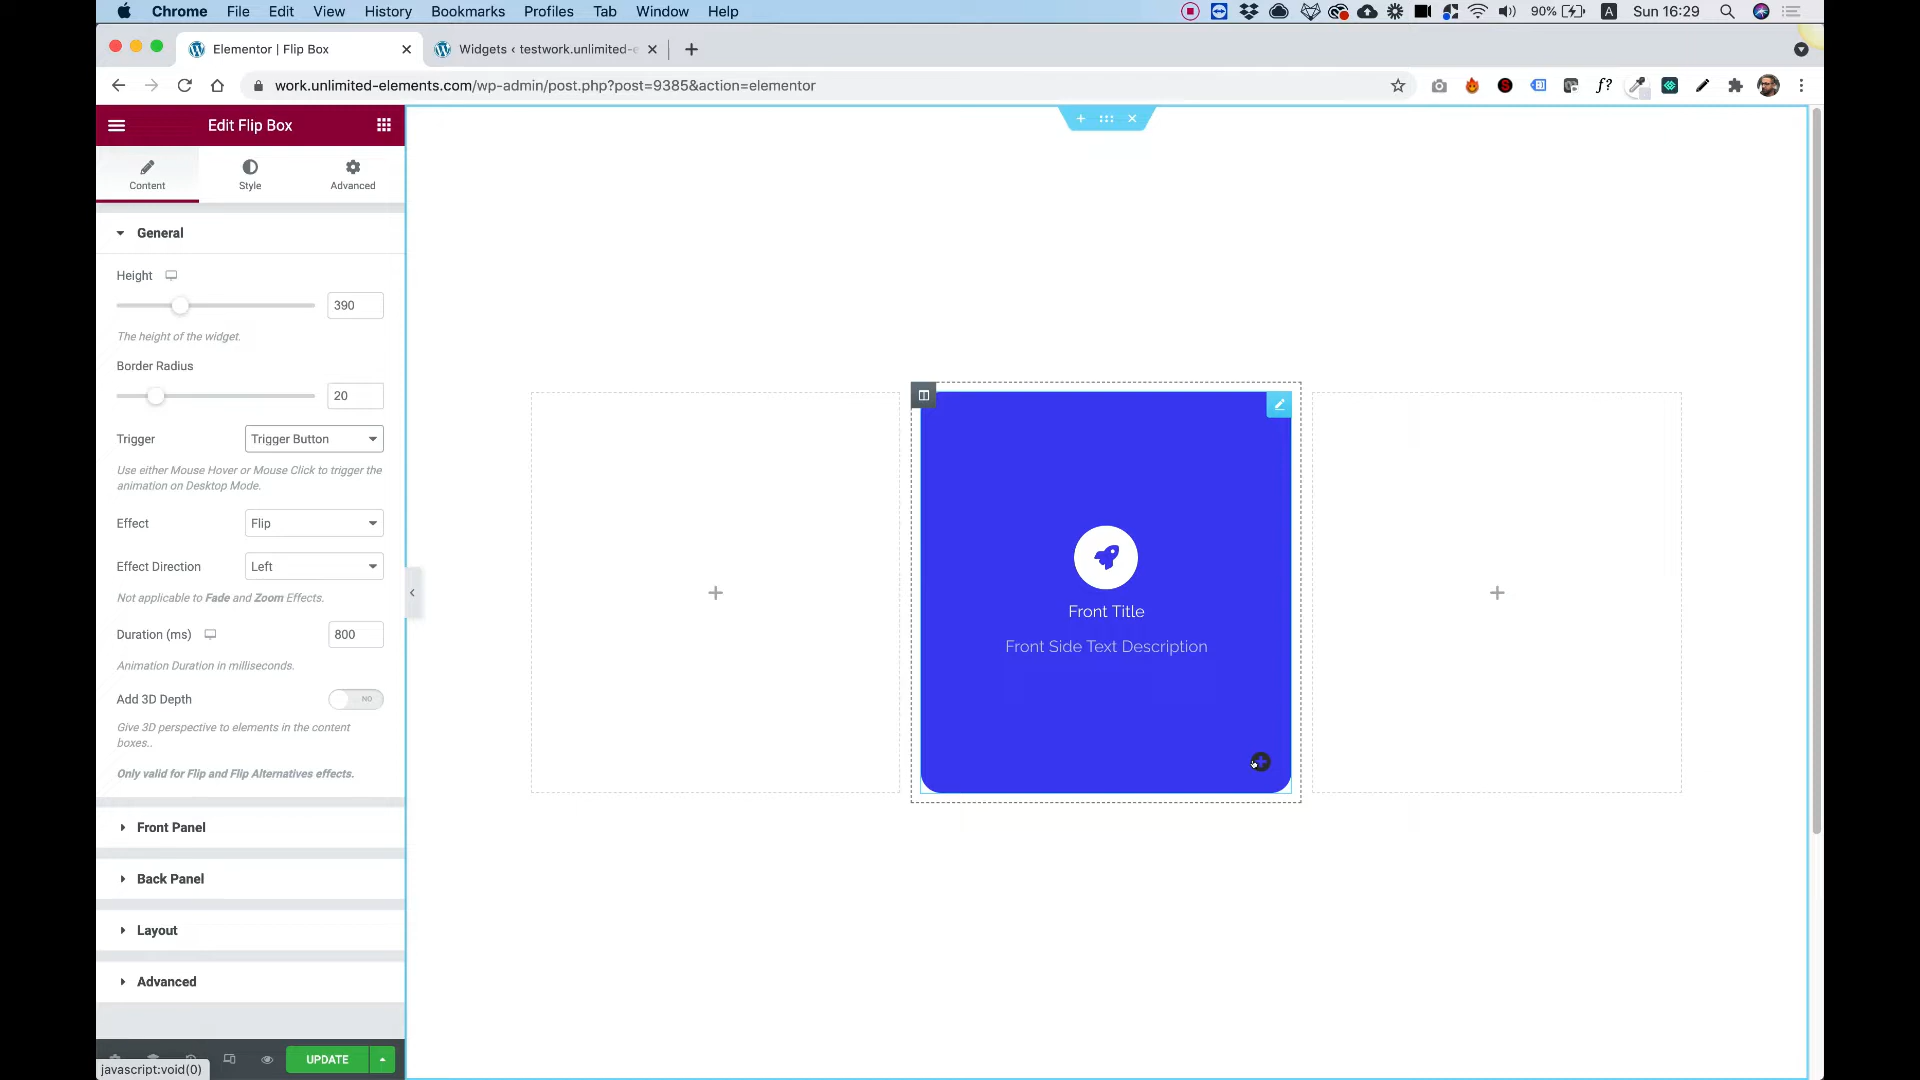 Chrome File Edit View History Bookmarks Profiles Tab Window Help
90% A Sun 16:29
Elementor | Flip Box
Widgets ‹ testwork.unlimited-e
work.unlimited-elements.com/wp-admin/post.php?post=9385&action=elementor
f?
Edit Flip Box
Content Style Advanced
General
Height
390
The height of the widget.
Border Radius
20
Trigger Trigger Button
Use either Mouse Hover or Mouse Click to trigger the
animation on Desktop Mode.
Effect Flip
Effect Direction Left
Not applicable to Fade and Zoom Effects.
Duration (ms) 800
Animation Duration in milliseconds.
Add 3D Depth NO
Give 3D perspective to elements in the content
boxes..
Only valid for Flip and Flip Alternatives effects.
Front Panel
Back Panel
Layout
Advanced
UPDATE
javascript:void(0)
Front Title
Front Side Text Description